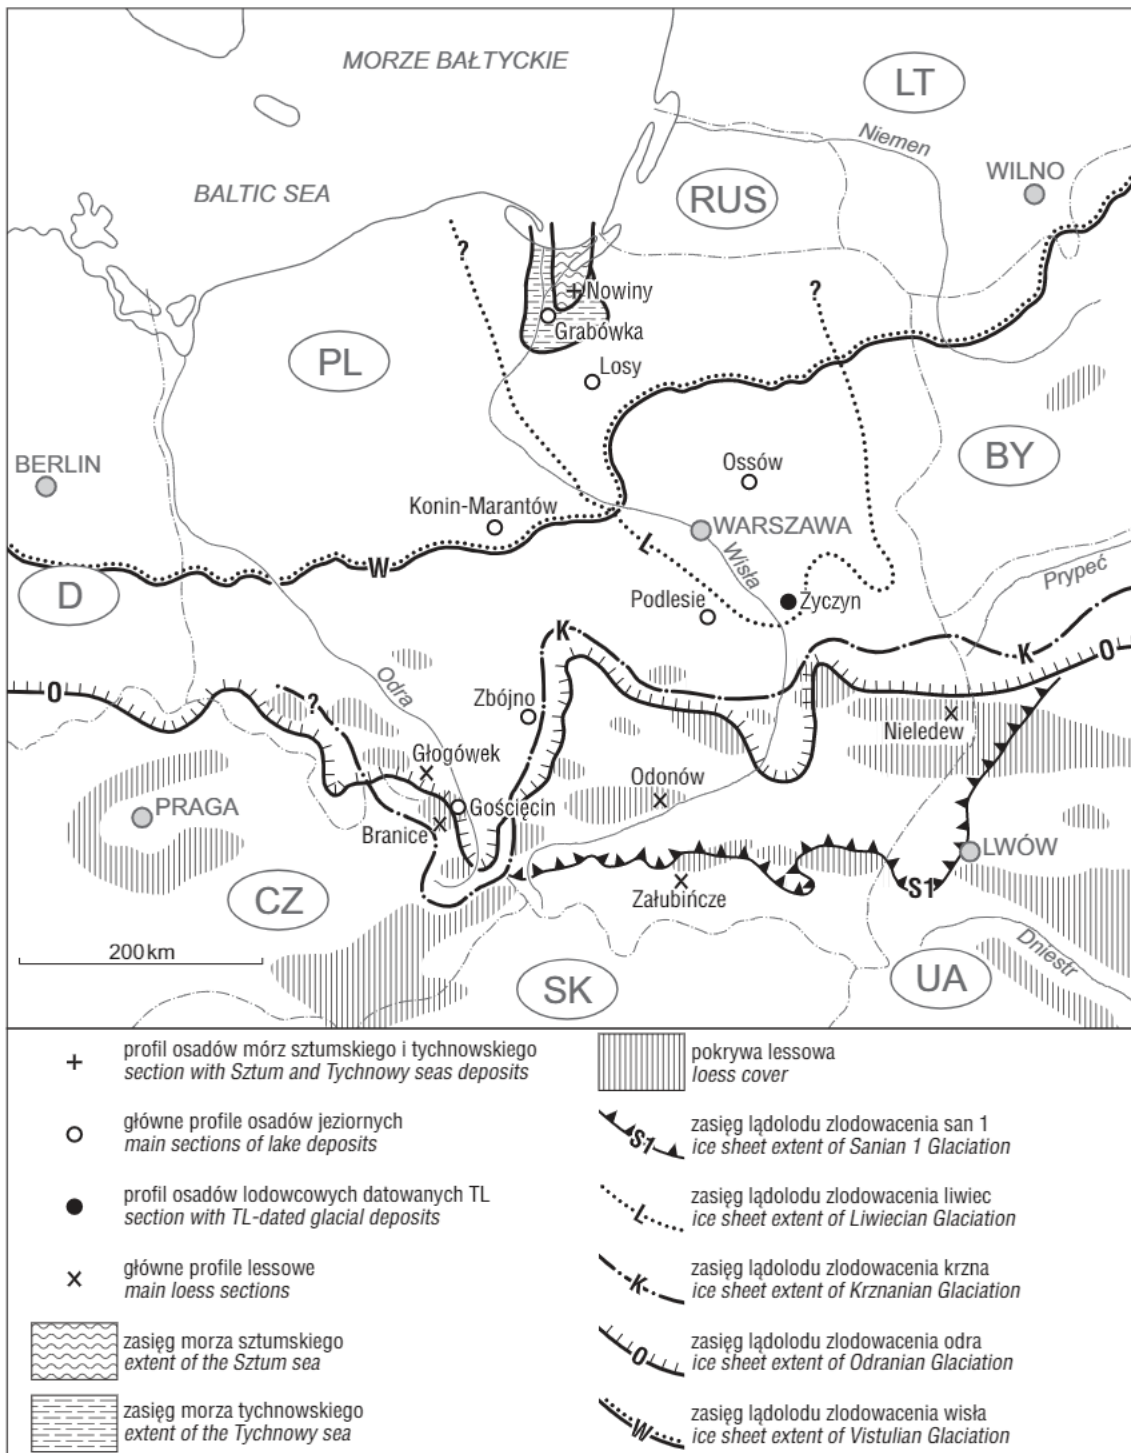 MORZE BAŁTYCKIE
LT
Niemen
WILNO
BALTIC SEA
RUS
?
?
Nowiny
Grabówka
PL
Losy
BERLIN
BY
Ossów
Konin-Marantów
WARSZAWA
L
Wisła
W
Prypeć
D
Podlesie
Życzyn
K
K
O
O
Odra
?
Zbójno
Nieledew
Głogówek
Odonów
PRAGA
Gościęcin
Branice
LWÓW
Załubińcze
S1
CZ
200 km
Dniestr
SK
UA
profil osadów mórz sztumskiego i tychnowskiego
section with Sztum and Tychnowy seas deposits
główne profile osadów jeziornych
main sections of lake deposits
profil osadów lodowcowych datowanych TL
section with TL-dated glacial deposits
główne profile lessowe
main loess sections
zasięg morza sztumskiego
extent of the Sztum sea
zasięg morza tychnowskiego
extent of the Tychnowy sea
pokrywa lessowa
loess cover
S1
zasięg lądolodu zlodowacenia san 1
ice sheet extent of Sanian 1 Glaciation
L
zasięg lądolodu zlodowacenia liwiec
ice sheet extent of Liwiecian Glaciation
K
zasięg lądolodu zlodowacenia krzna
ice sheet extent of Krznanian Glaciation
O
zasięg lądolodu zlodowacenia odra
ice sheet extent of Odranian Glaciation
W
zasięg lądolodu zlodowacenia wisła
ice sheet extent of Vistulian Glaciation